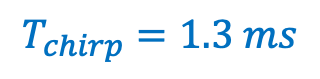 T_chirp = 1.3 ms